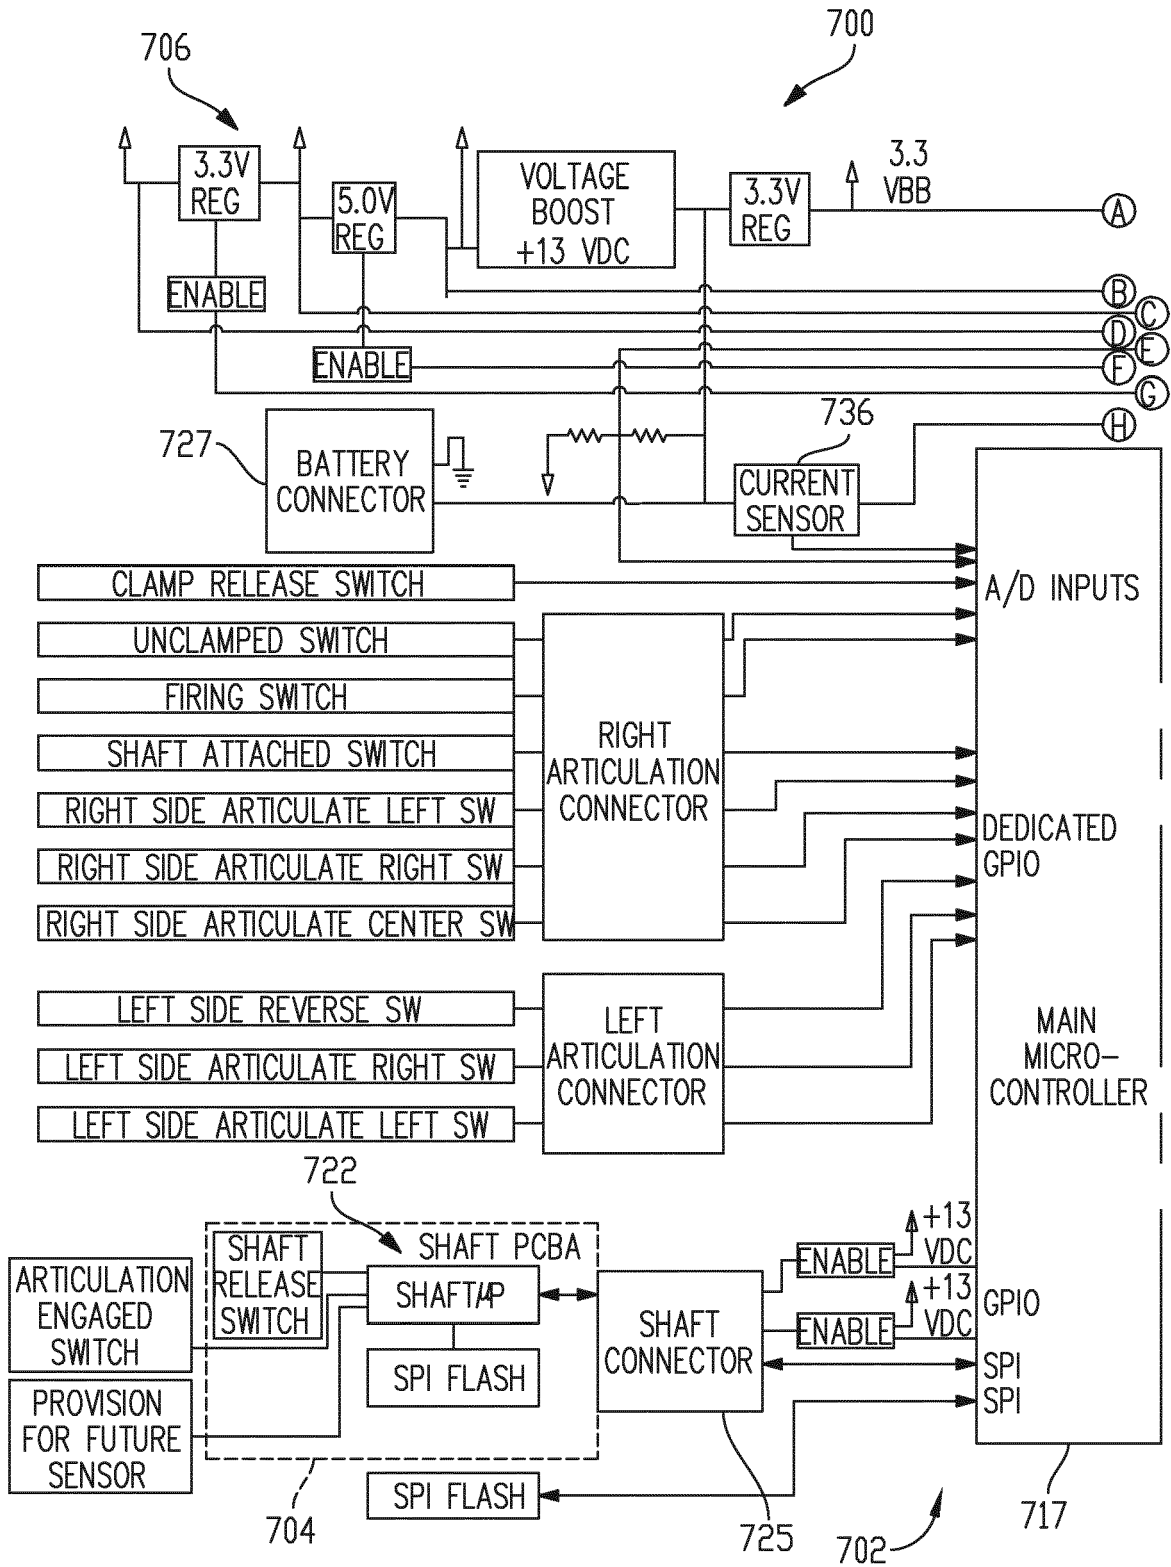 706
700
3.3V
REG
5.0V
REG
VOLTAGE
BOOST
+13 VDC
3.3V
REG
3.3
VBB
A
ENABLE
B
C
D
E
ENABLE
F
G
H
727
BATTERY
CONNECTOR
736
CURRENT
SENSOR
CLAMP RELEASE SWITCH
A/D INPUTS
UNCLAMPED SWITCH
FIRING SWITCH
SHAFT ATTACHED SWITCH
RIGHT SIDE ARTICULATE LEFT SW
RIGHT SIDE ARTICULATE RIGHT SW
RIGHT SIDE ARTICULATE CENTER SW
RIGHT
ARTICULATION
CONNECTOR
DEDICATED
GPIO
LEFT SIDE REVERSE SW
LEFT SIDE ARTICULATE RIGHT SW
LEFT SIDE ARTICULATE LEFT SW
LEFT
ARTICULATION
CONNECTOR
MAIN
MICRO-
CONTROLLER
722
SHAFT PCBA
SHAFT
RELEASE
SWITCH
SHAFT μP
SPI FLASH
ARTICULATION
ENGAGED
SWITCH
PROVISION
FOR FUTURE
SENSOR
SHAFT
CONNECTOR
ENABLE
+13
VDC
ENABLE
+13
VDC
GPIO
SPI
SPI
704
SPI FLASH
725
702
717